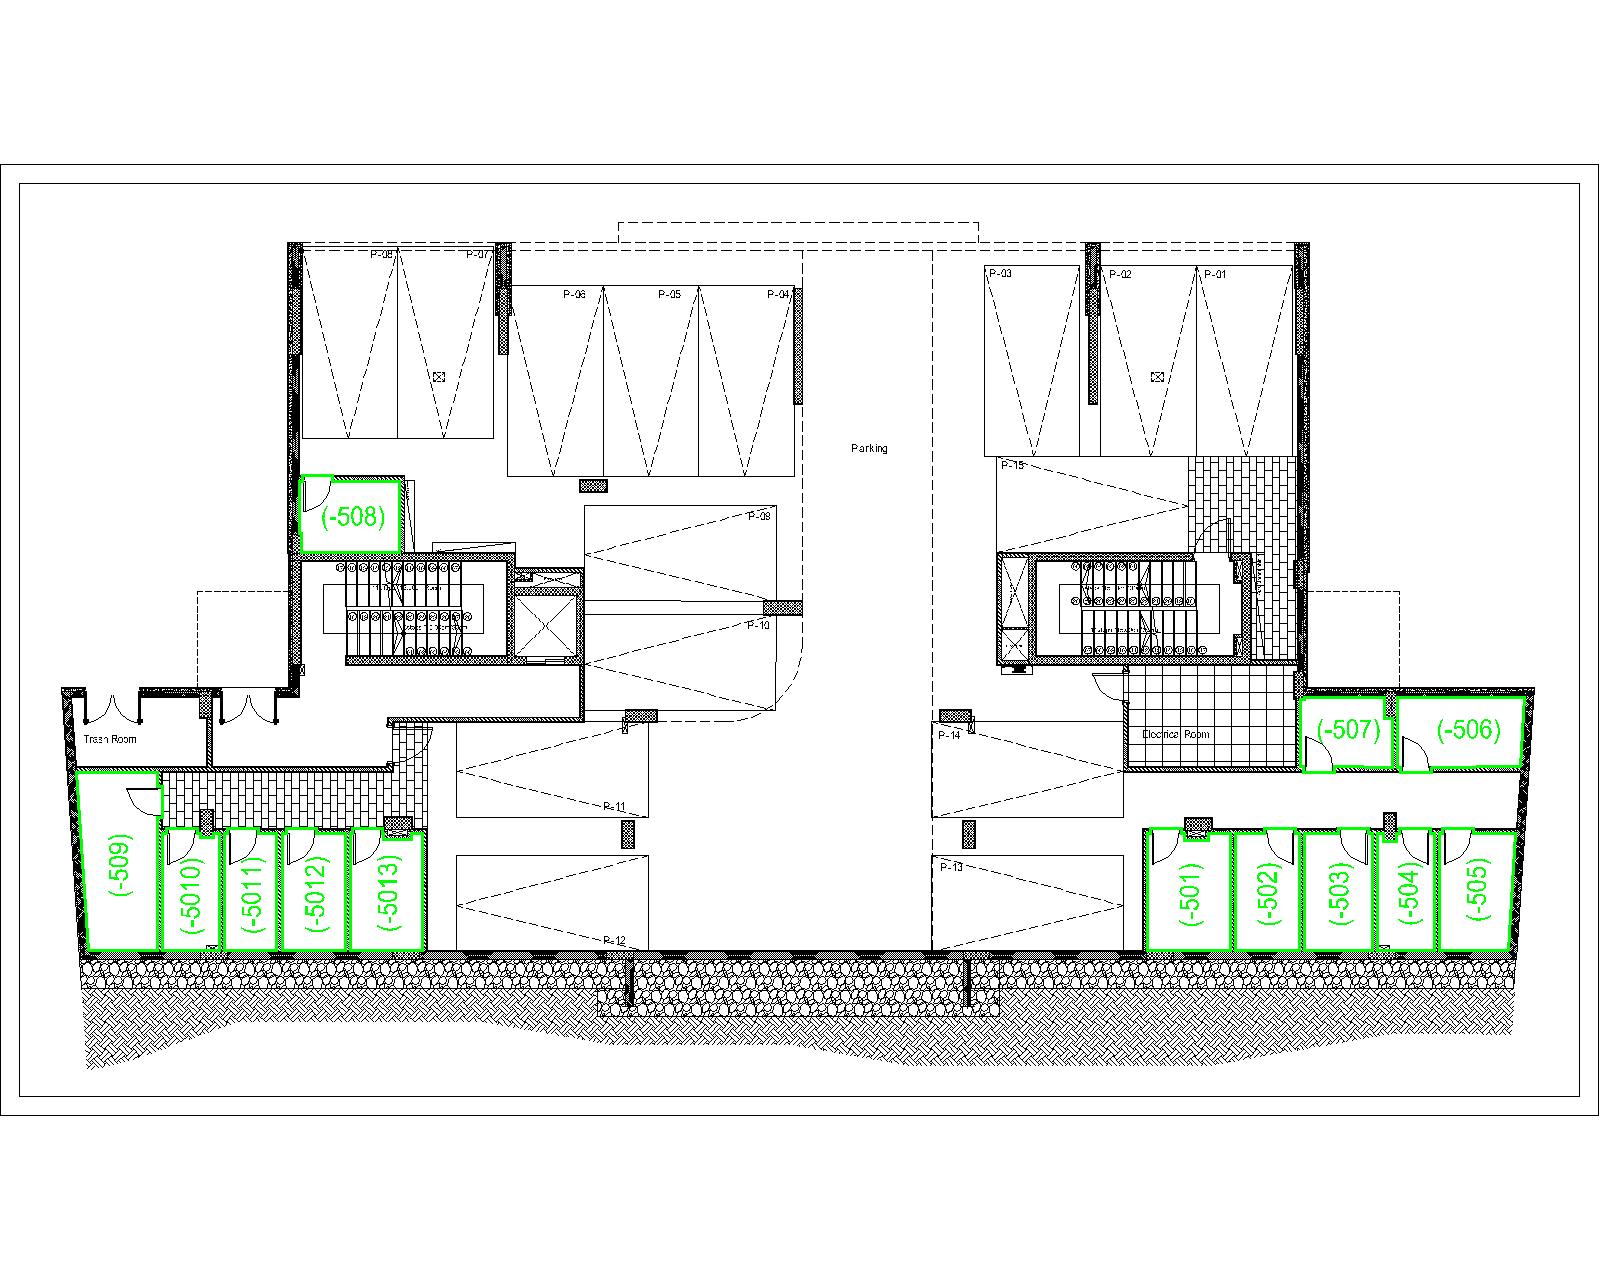 P-08
P-07
P-06
P-05
P-04
P-03
P-02
P-01
Parking
P-15
(-508)
P-09
P-10
Trash Room
P-14
Electrical Room
(-507)
(-506)
P-11
(-509)
(-5010)
(-5011)
(-5012)
(-5013)
P-13
(-501)
(-502)
(-503)
(-504)
(-505)
P-12